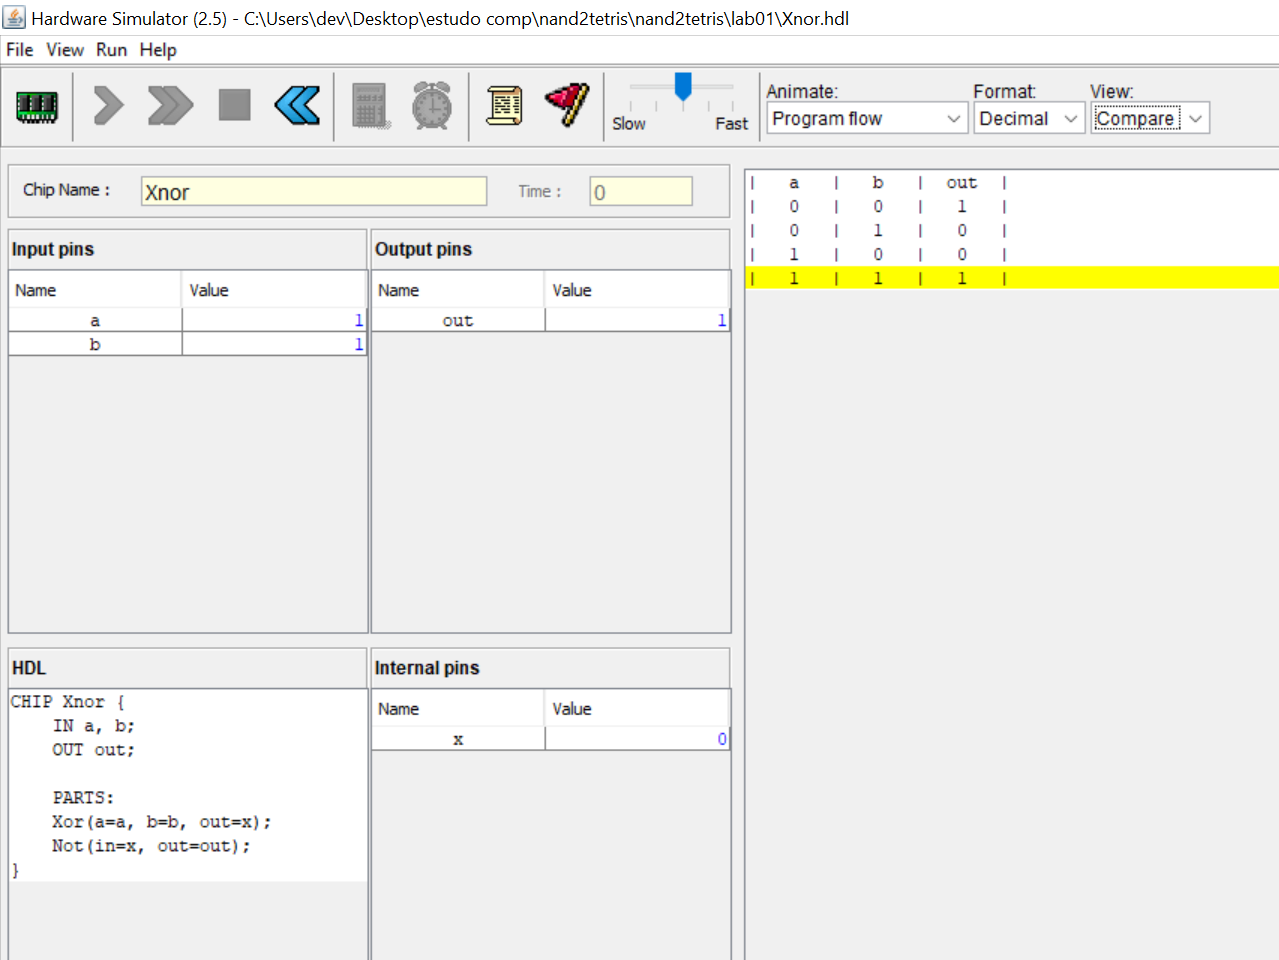 Hardware Simulator (2.5) - C:\Users\dev\Desktop\estudo comp\nand2tetris\nand2tetris\lab01\Xnor.hdl
File View Run Help
Slow Fast
Animate: Format: View:
Program flow Decimal Compare
Chip Name : Xnor Time : 0
Input pins
Name Value
a 1
b 1
Output pins
Name Value
out 1
HDL
CHIP Xnor {
IN a, b;
OUT out;
PARTS:
Xor(a=a, b=b, out=x);
Not(in=x, out=out);
}
Internal pins
Name Value
x 0
| a | b | out |
| 0 | 0 | 1 |
| 0 | 1 | 0 |
| 1 | 0 | 0 |
| 1 | 1 | 1 |